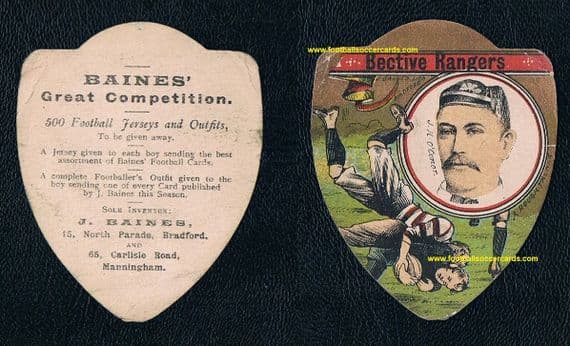 BAINES'
Great Competition.
500 Football Jerseys and Outfits,
To be given away.
A Jersey given to each boy sending the best
assortment of Baines' Football Cards.
A complete Footballer's Outfit given to the
boy sending one of every Card published
by J. Baines this Season.
SOLE INVENTER:
J. BAINES,
15, North Parade, Bradford,
AND
65, Carlisle Road,
Manningham.
www.footballsoccercards.com
Bective Rangers
J. H. O'Conor
www.footballsoccercards.com